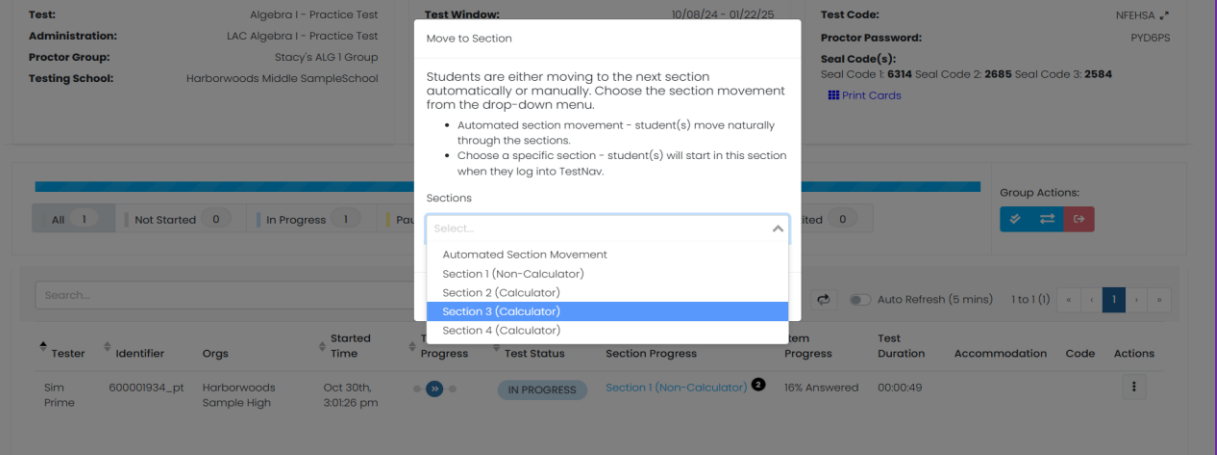 Test: Algebra I - Practice Test
Administration: LAC Algebra I - Practice Test
Proctor Group: Stacy's ALG 1 Group
Testing School: Harborwoods Middle SampleSchool
Test Window: 10/08/24 - 01/22/25
Test Code: NFEHSA
Proctor Password: PYD6PS
Seal Code(s):
Seal Code 1: 6314 Seal Code 2: 2685 Seal Code 3: 2584
Print Cards
Move to Section
Students are either moving to the next section
automatically or manually. Choose the section movement
from the drop-down menu.
• Automated section movement - student(s) move naturally
through the sections.
• Choose a specific section - student(s) will start in this section
when they log into TestNav.
Sections
Select...
Automated Section Movement
Section 1 (Non-Calculator)
Section 2 (Calculator)
Section 3 (Calculator)
Section 4 (Calculator)
Group Actions:
All 1 Not Started 0 In Progress 1 Pau ited 0
Search... Auto Refresh (5 mins) 1 to 1 (1) « ‹ 1 › »
Tester Identifier Orgs Started Time Progress Test Status Section Progress Progress Test Duration Accommodation Code Actions
Sim Prime 600001934_pt Harborwoods Sample High Oct 30th, 3:01:26 pm IN PROGRESS Section 1 (Non-Calculator) 2 16% Answered 00:00:49